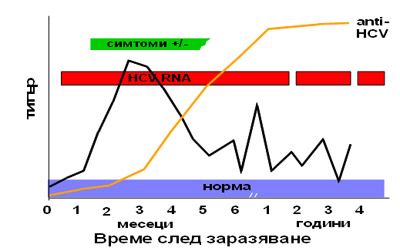 anti-
HCV
симптоми +/-
HCV RNA
титър
норма
0 1 2 3 4 5 6 1 2 3 4
месеци години
Време след заразяване